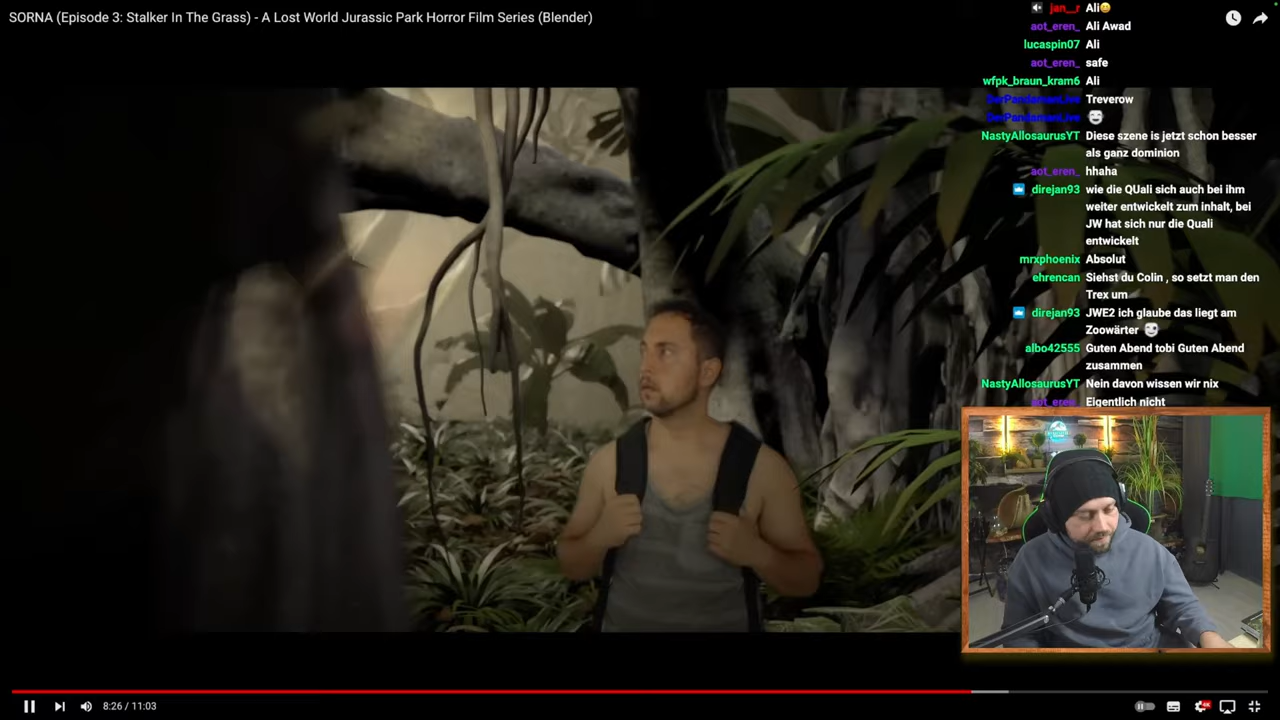 SORNA (Episode 3: Stalker In The Grass) - A Lost World Jurassic Park Horror Film Series (Blender)
jan__r Ali
aot_eren_ Ali Awad
lucaspin07 Ali
aot_eren_ safe
wfpk_braun_kram6 Ali
DerPandamanLive Treverow
DerPandamanLive
NastyAllosaurusYT Diese szene is jetzt schon besser
als ganz dominion
aot_eren_ hhaha
direjan93 wie die QUali sich auch bei ihm
weiter entwickelt zum inhalt, bei
JW hat sich nur die Quali
entwickelt
mrxphoenix Absolut
ehrencan Siehst du Colin , so setzt man den
Trex um
direjan93 JWE2 ich glaube das liegt am
Zoowärter
albo42555 Guten Abend tobi Guten Abend
zusammen
NastyAllosaurusYT Nein davon wissen wir nix
aot_eren_ Eigentlich nicht
8:26 / 11:03